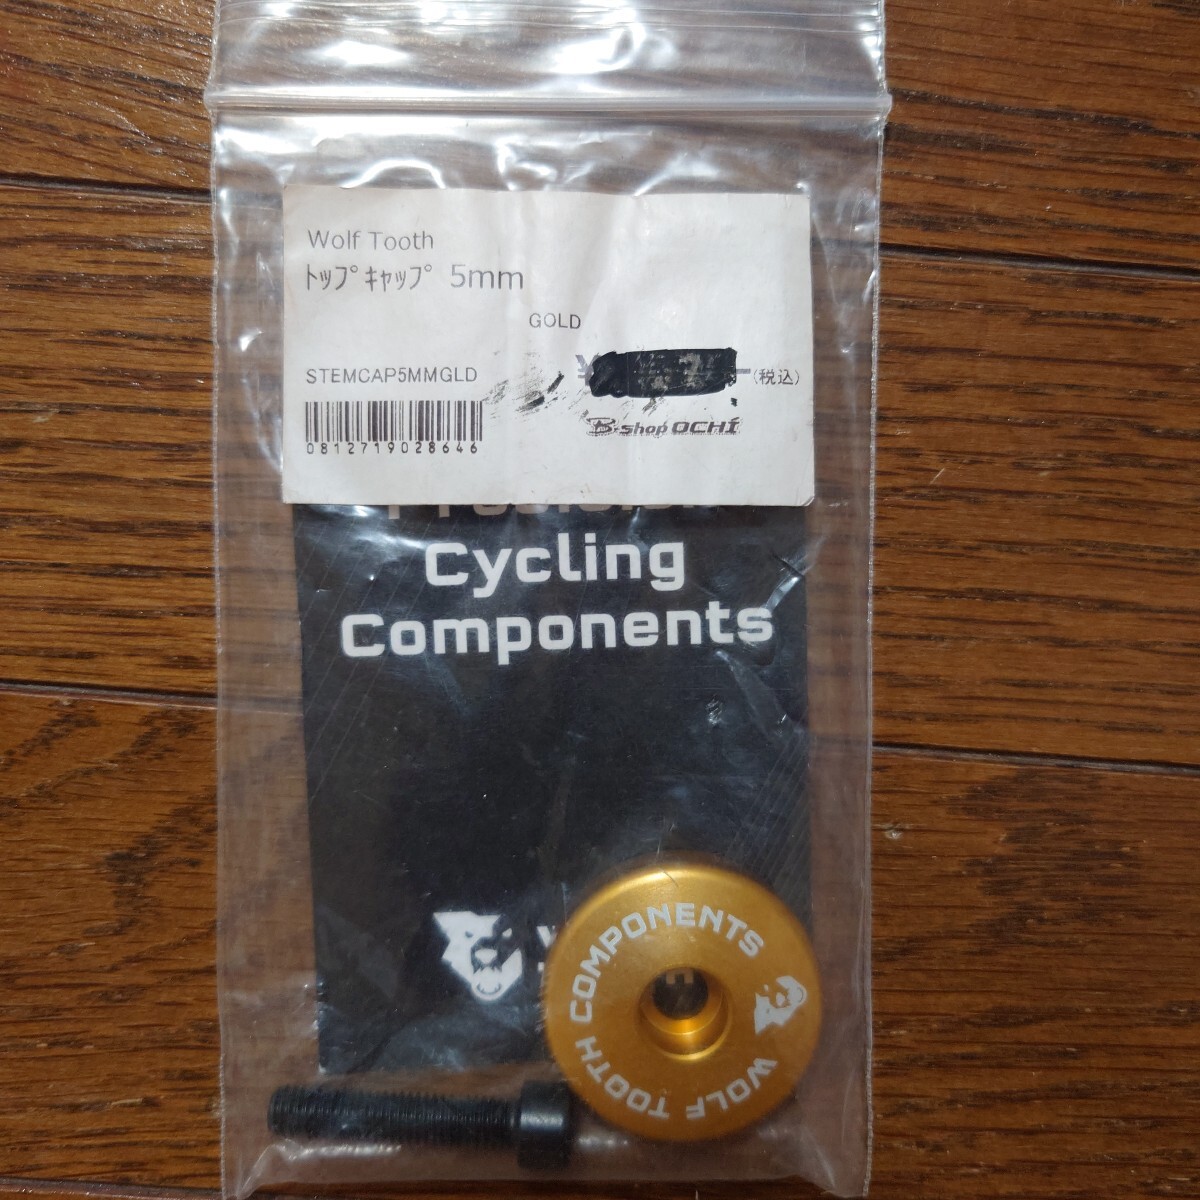 Wolf Tooth
ﾄｯﾌﾟｷｬｯﾌﾟ 5mm
GOLD
STEMCAP5MMGLD
¥ (税込)
0812719028646
B-shop OCHI
Precision
Cycling
Components
WOLF TOOTH COMPONENTS